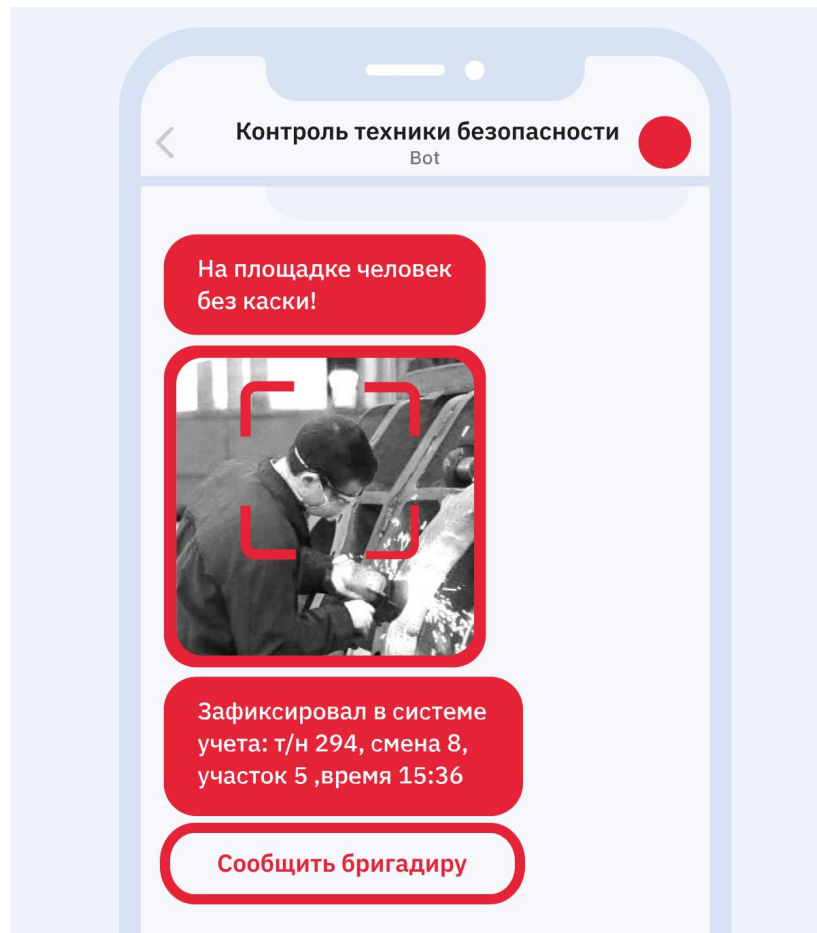 Контроль техники безопасности
Bot
На площадке человек
без каски!
Зафиксировал в системе
учета: т/н 294, смена 8,
участок 5 ,время 15:36
Сообщить бригадиру